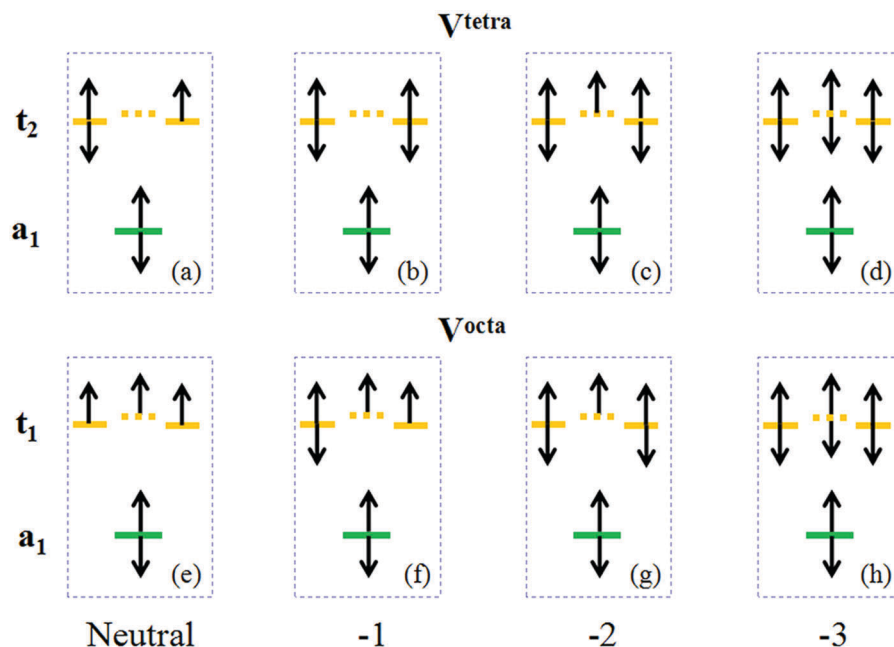 V^tetra
t₂
a₁
(a) (b) (c) (d)
V^octa
t₁
a₁
(e) (f) (g) (h)
Neutral -1 -2 -3